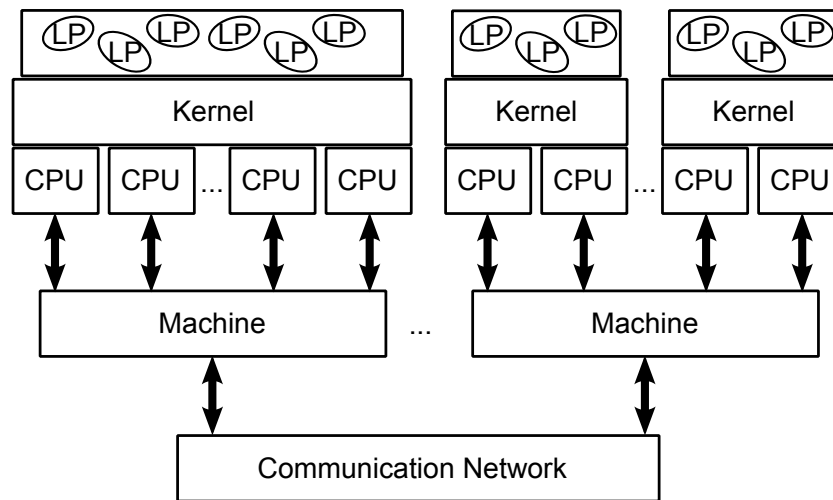 LP LP LP LP LP LP LP LP LP LP LP LP
Kernel Kernel Kernel
CPU CPU ... CPU CPU CPU CPU ... CPU CPU
Machine ... Machine
Communication Network